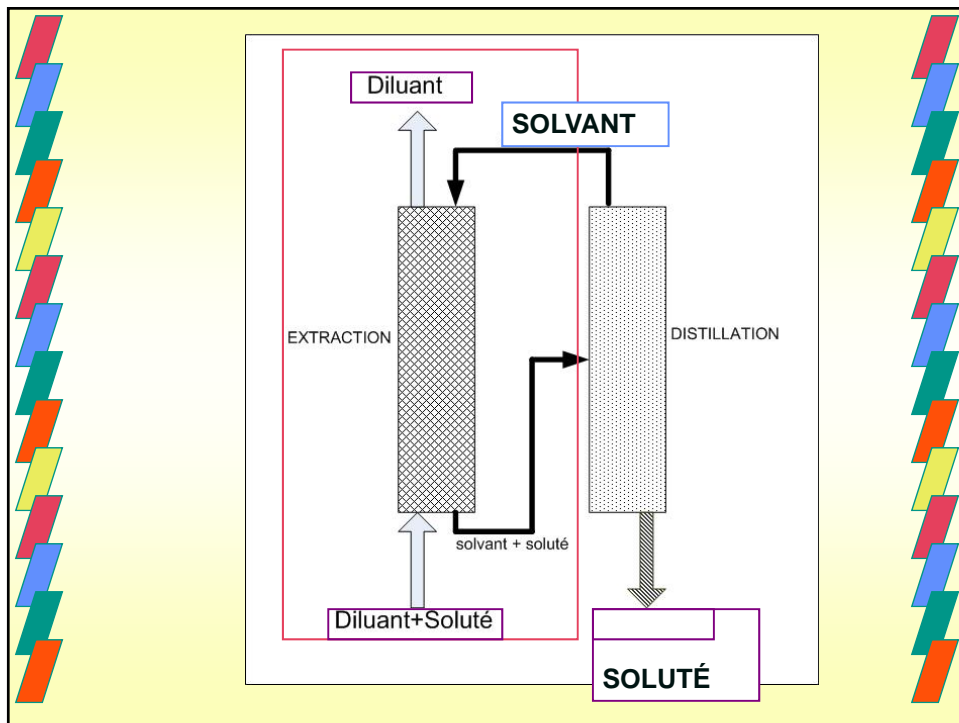 Diluant
SOLVANT
EXTRACTION
DISTILLATION
solvant + soluté
Diluant+Soluté
SOLUTÉ